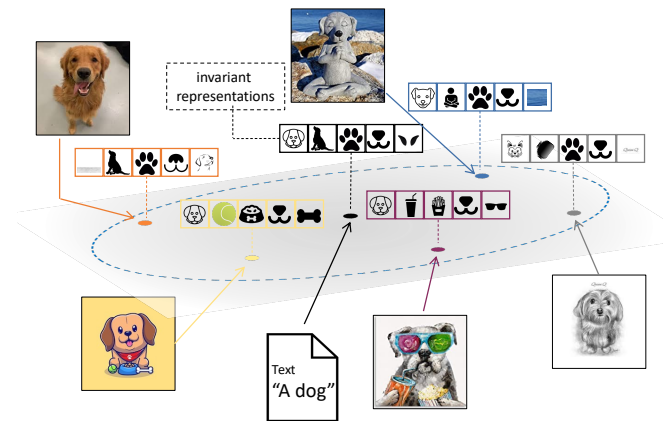 invariant
representations
Text
“A dog”